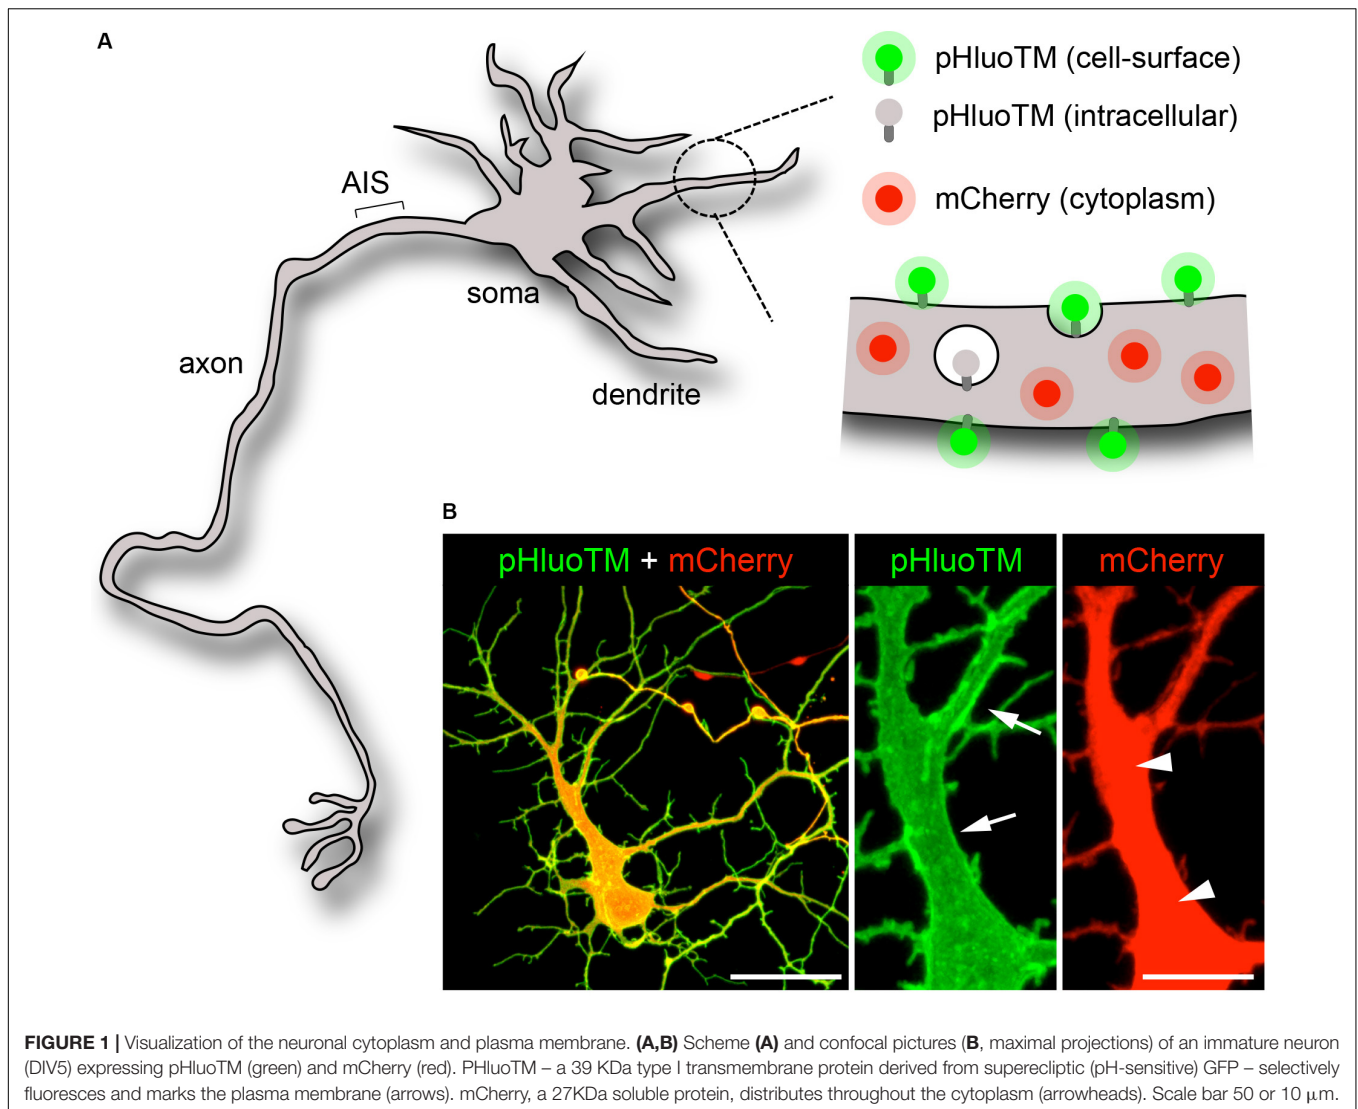 A
pHluoTM (cell-surface)
pHluoTM (intracellular)
mCherry (cytoplasm)
AIS
soma
axon
dendrite
B
pHluoTM + mCherry
pHluoTM
mCherry
FIGURE 1 | Visualization of the neuronal cytoplasm and plasma membrane. (A,B) Scheme (A) and confocal pictures (B, maximal projections) of an immature neuron
(DIV5) expressing pHluoTM (green) and mCherry (red). PHluoTM – a 39 KDa type I transmembrane protein derived from superecliptic (pH-sensitive) GFP – selectively
fluoresces and marks the plasma membrane (arrows). mCherry, a 27KDa soluble protein, distributes throughout the cytoplasm (arrowheads). Scale bar 50 or 10 μm.